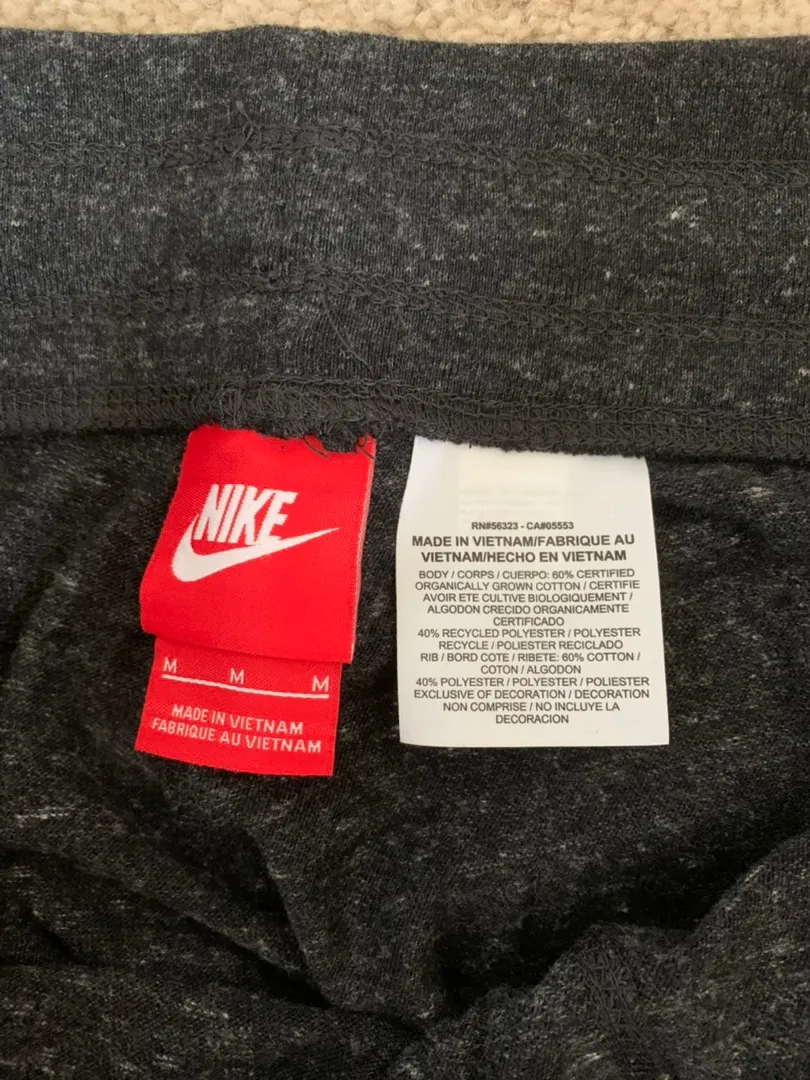 NIKE
M M M
MADE IN VIETNAM
FABRIQUE AU VIETNAM
RN#56323 - CA#05553
MADE IN VIETNAM/FABRIQUE AU
VIETNAM/HECHO EN VIETNAM
BODY / CORPS / CUERPO: 60% CERTIFIED
ORGANICALLY GROWN COTTON / CERTIFIE
AVOIR ETE CULTIVE BIOLOGIQUEMENT /
ALGODON CRECIDO ORGANICAMENTE
CERTIFICADO
40% RECYCLED POLYESTER / POLYESTER
RECYCLE / POLIESTER RECICLADO
RIB / BORD COTE / RIBETE: 60% COTTON /
COTON / ALGODON
40% POLYESTER / POLYESTER / POLIESTER
EXCLUSIVE OF DECORATION / DECORATION
NON COMPRISE / NO INCLUYE LA
DECORACION